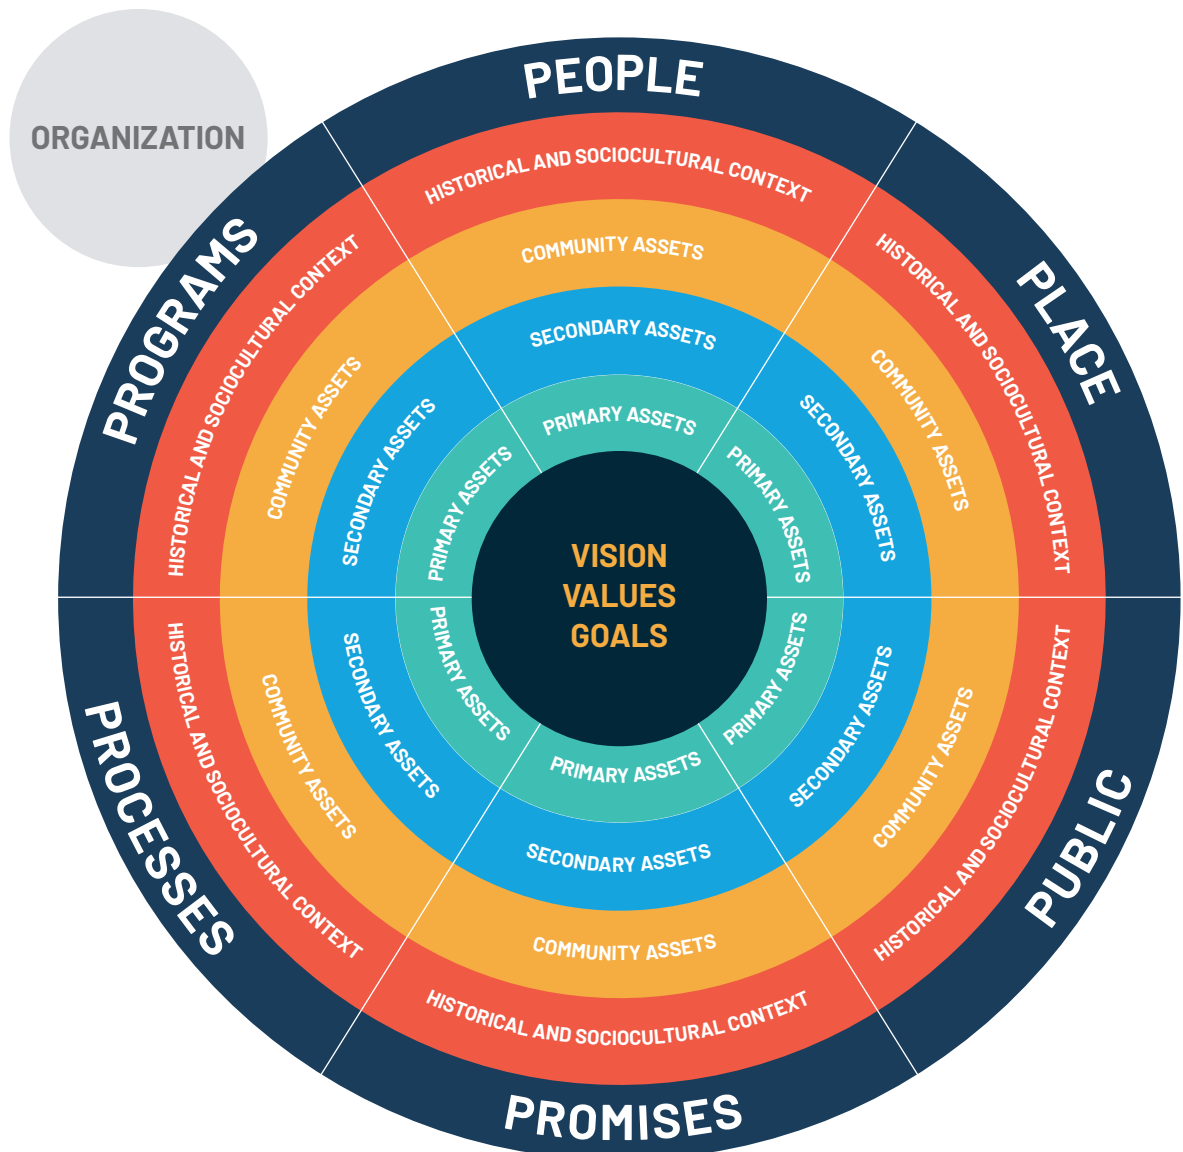 ORGANIZATION
PEOPLE
HISTORICAL AND SOCIOCULTURAL CONTEXT
COMMUNITY ASSETS
SECONDARY ASSETS
PRIMARY ASSETS
PLACE
HISTORICAL AND SOCIOCULTURAL CONTEXT
COMMUNITY ASSETS
SECONDARY ASSETS
PRIMARY ASSETS
PUBLIC
HISTORICAL AND SOCIOCULTURAL CONTEXT
COMMUNITY ASSETS
SECONDARY ASSETS
PRIMARY ASSETS
PROMISES
HISTORICAL AND SOCIOCULTURAL CONTEXT
COMMUNITY ASSETS
SECONDARY ASSETS
PRIMARY ASSETS
PROCESSES
HISTORICAL AND SOCIOCULTURAL CONTEXT
COMMUNITY ASSETS
SECONDARY ASSETS
PRIMARY ASSETS
PROGRAMS
HISTORICAL AND SOCIOCULTURAL CONTEXT
COMMUNITY ASSETS
SECONDARY ASSETS
PRIMARY ASSETS
VISION
VALUES
GOALS